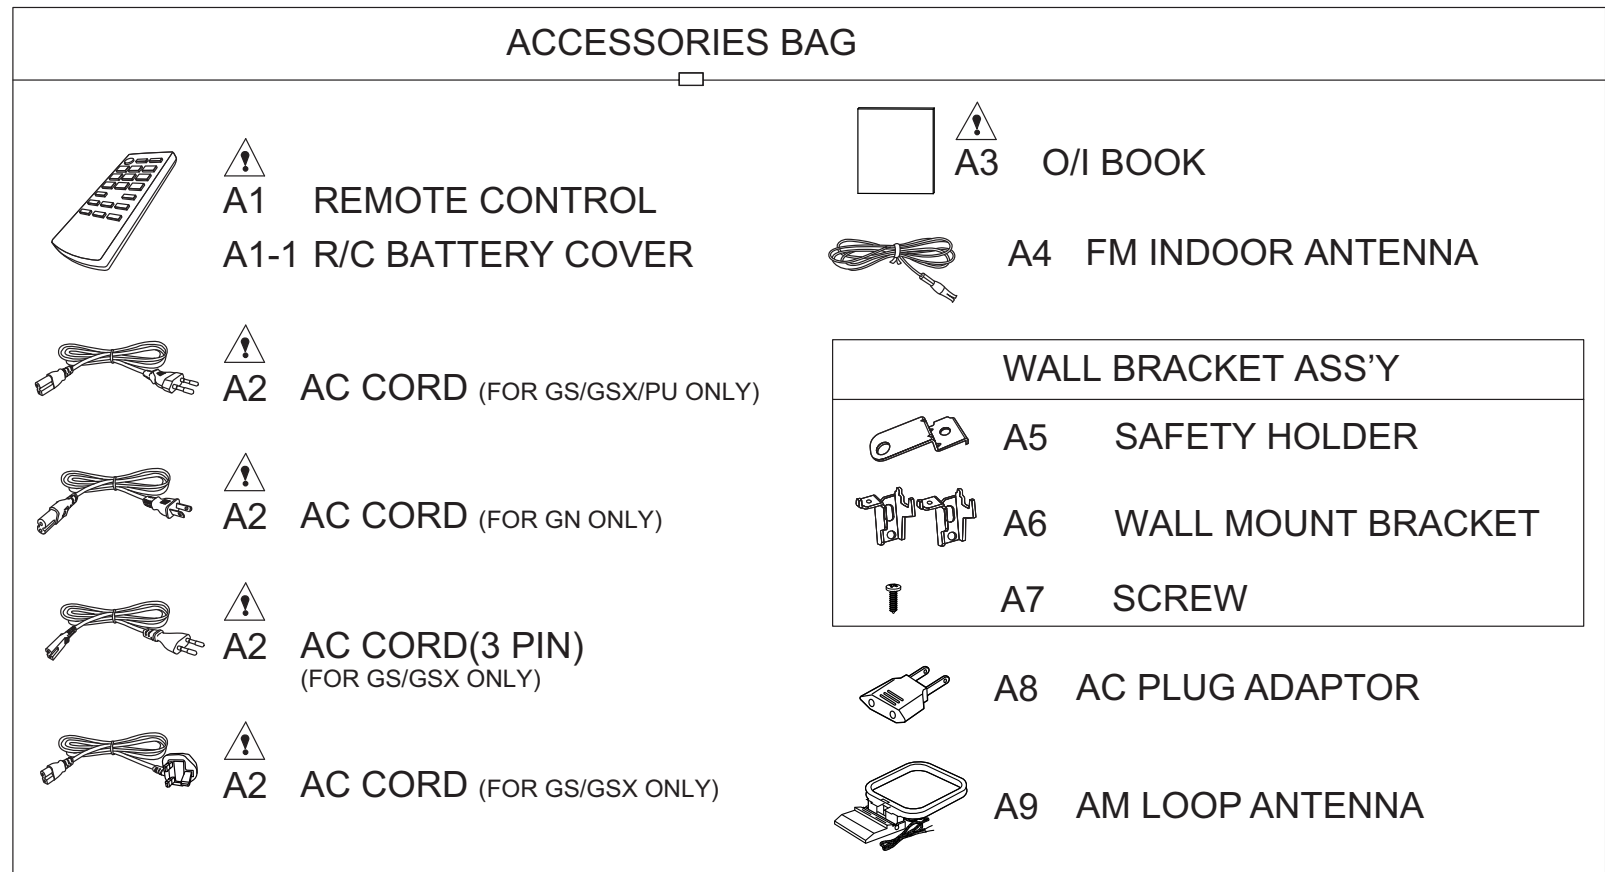 ACCESSORIES BAG
A1 REMOTE CONTROL
A1-1 R/C BATTERY COVER
A2 AC CORD (FOR GS/GSX/PU ONLY)
A2 AC CORD (FOR GN ONLY)
A2 AC CORD(3 PIN)
(FOR GS/GSX ONLY)
A2 AC CORD (FOR GS/GSX ONLY)
A3 O/I BOOK
A4 FM INDOOR ANTENNA
WALL BRACKET ASS’Y
A5 SAFETY HOLDER
A6 WALL MOUNT BRACKET
A7 SCREW
A8 AC PLUG ADAPTOR
A9 AM LOOP ANTENNA